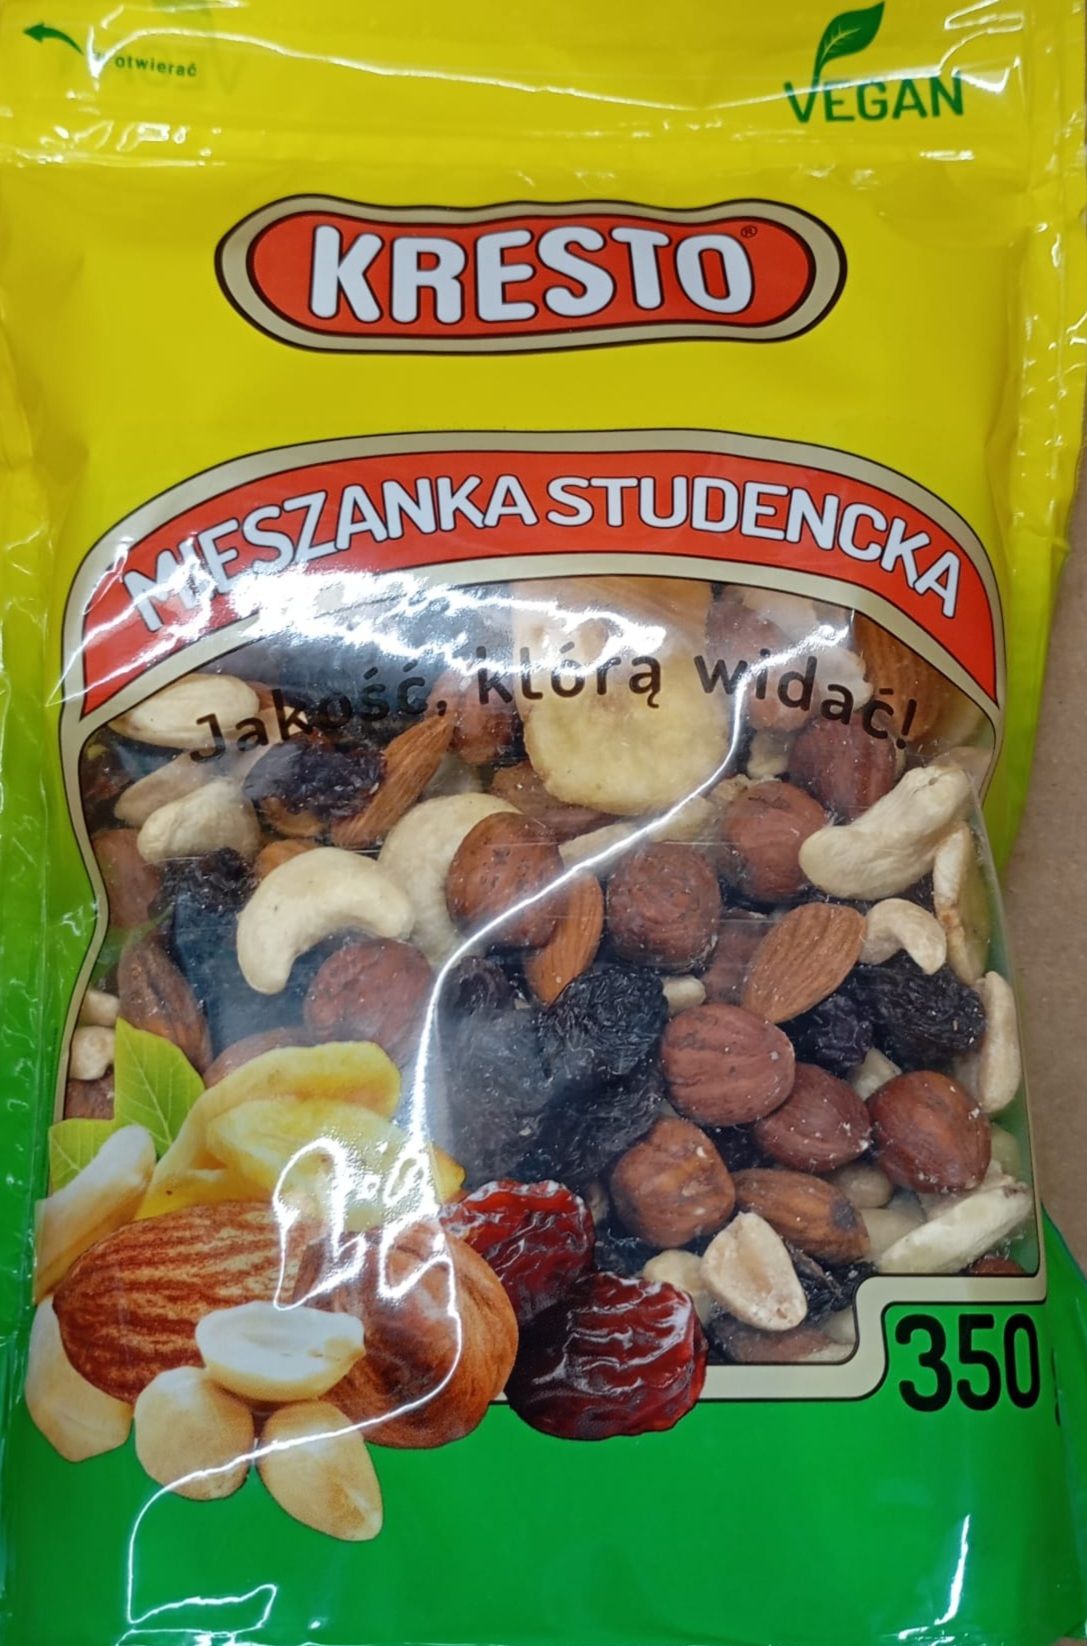 otwierać
VEGAN
KRESTO®
MIESZANKA STUDENCKA
Jakość, którą widać!
350